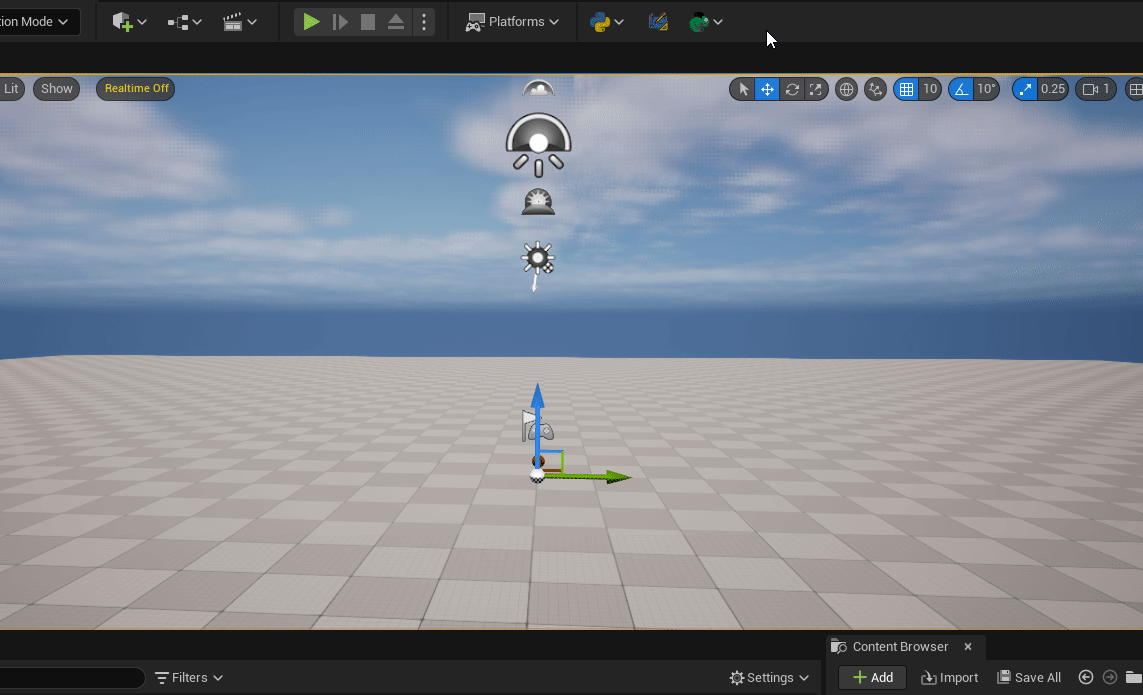 ion Mode
Platforms
Lit
Show
Realtime Off
10
10°
0.25
1
Content Browser
Filters
Settings
Add
Import
Save All